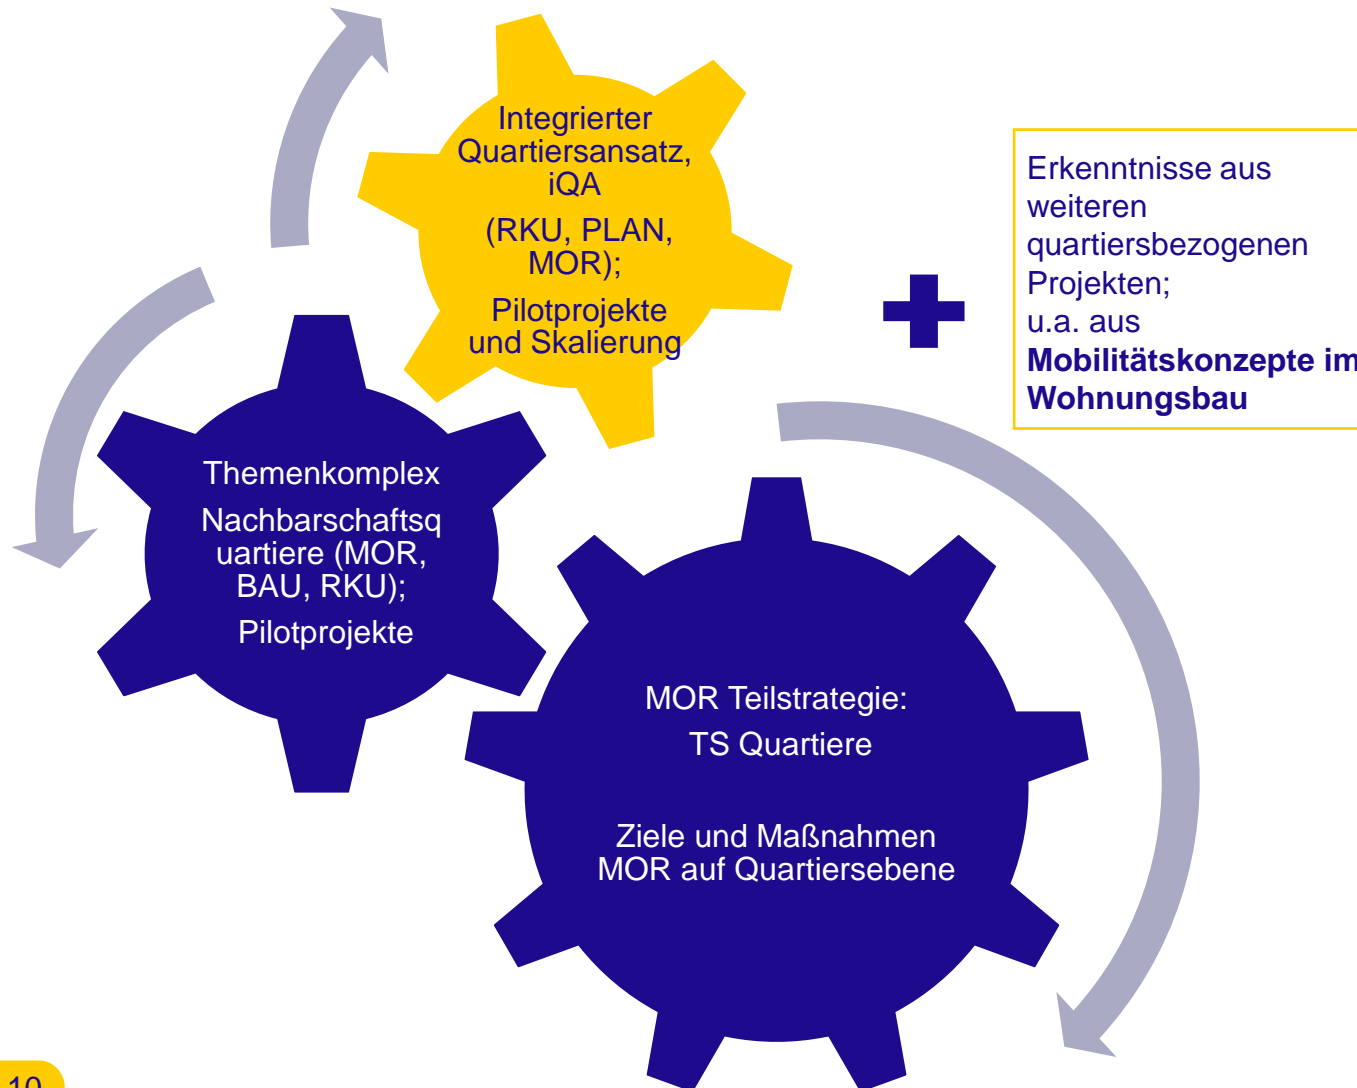 Integrierter
Quartiersansatz,
iQA
(RKU, PLAN,
MOR);
Pilotprojekte
und Skalierung
Erkenntnisse aus
weiteren
quartiersbezogenen
Projekten;
u.a. aus
Mobilitätskonzepte im
Wohnungsbau
Themenkomplex
Nachbarschaftsq
uartiere (MOR,
BAU, RKU);
Pilotprojekte
MOR Teilstrategie:
TS Quartiere
Ziele und Maßnahmen
MOR auf Quartiersebene
10